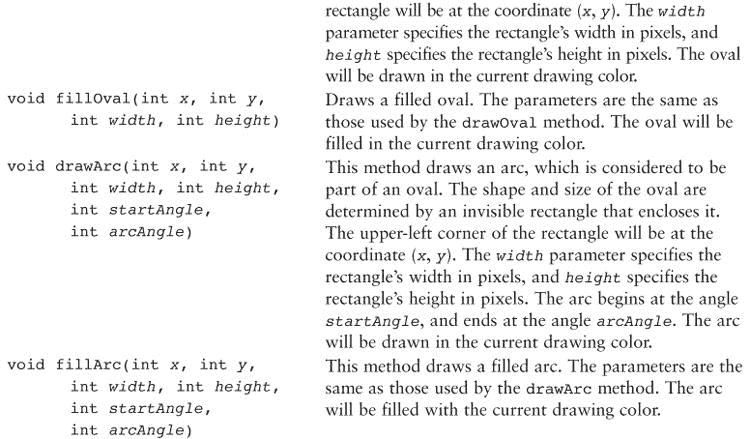 rectangle will be at the coordinate (x, y). The width
parameter specifies the rectangle's width in pixels, and
height specifies the rectangle's height in pixels. The oval
will be drawn in the current drawing color.
void fillOval(int x, int y,
int width, int height)
Draws a filled oval. The parameters are the same as
those used by the drawOval method. The oval will be
filled in the current drawing color.
void drawArc(int x, int y,
int width, int height,
int startAngle,
int arcAngle)
This method draws an arc, which is considered to be
part of an oval. The shape and size of the oval are
determined by an invisible rectangle that encloses it.
The upper-left corner of the rectangle will be at the
coordinate (x, y). The width parameter specifies the
rectangle's width in pixels, and height specifies the
rectangle's height in pixels. The arc begins at the angle
startAngle, and ends at the angle arcAngle. The arc
will be drawn in the current drawing color.
void fillArc(int x, int y,
int width, int height,
int startAngle,
int arcAngle)
This method draws a filled arc. The parameters are the
same as those used by the drawArc method. The arc
will be filled with the current drawing color.